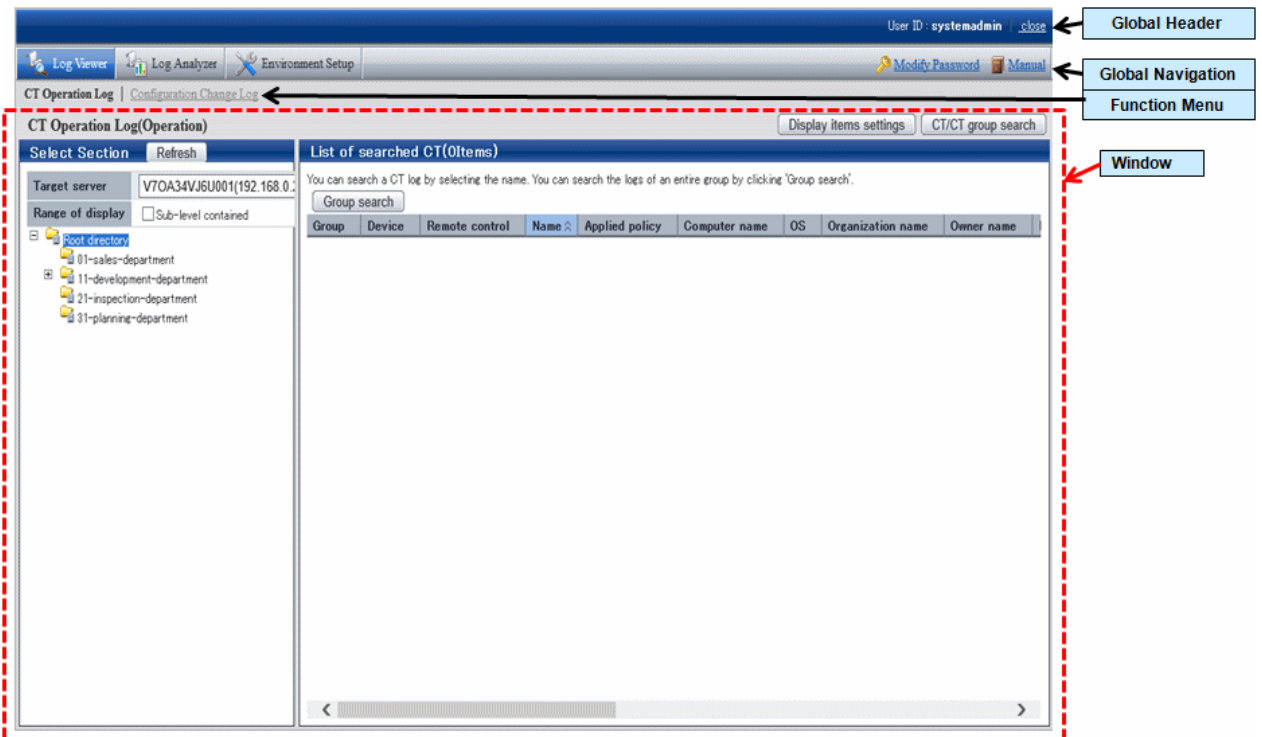 User ID : systemadmin | close
Global Header
Log Viewer Log Analyzer Environment Setup Modify Password Manual
Global Navigation
CT Operation Log | Configuration Change Log
Function Menu
CT Operation Log(Operation) Display items settings CT/CT group search
Window
Select Section Refresh
Target server V7OA34VJ6U001(192.168.0.
Range of display Sub-level contained
Root directory
01-sales-department
11-development-department
21-inspection-department
31-planning-department
List of searched CT(0Items)
You can search a CT log by selecting the name. You can search the logs of an entire group by clicking 'Group search'.
Group search
Group Device Remote control Name Applied policy Computer name OS Organization name Owner name